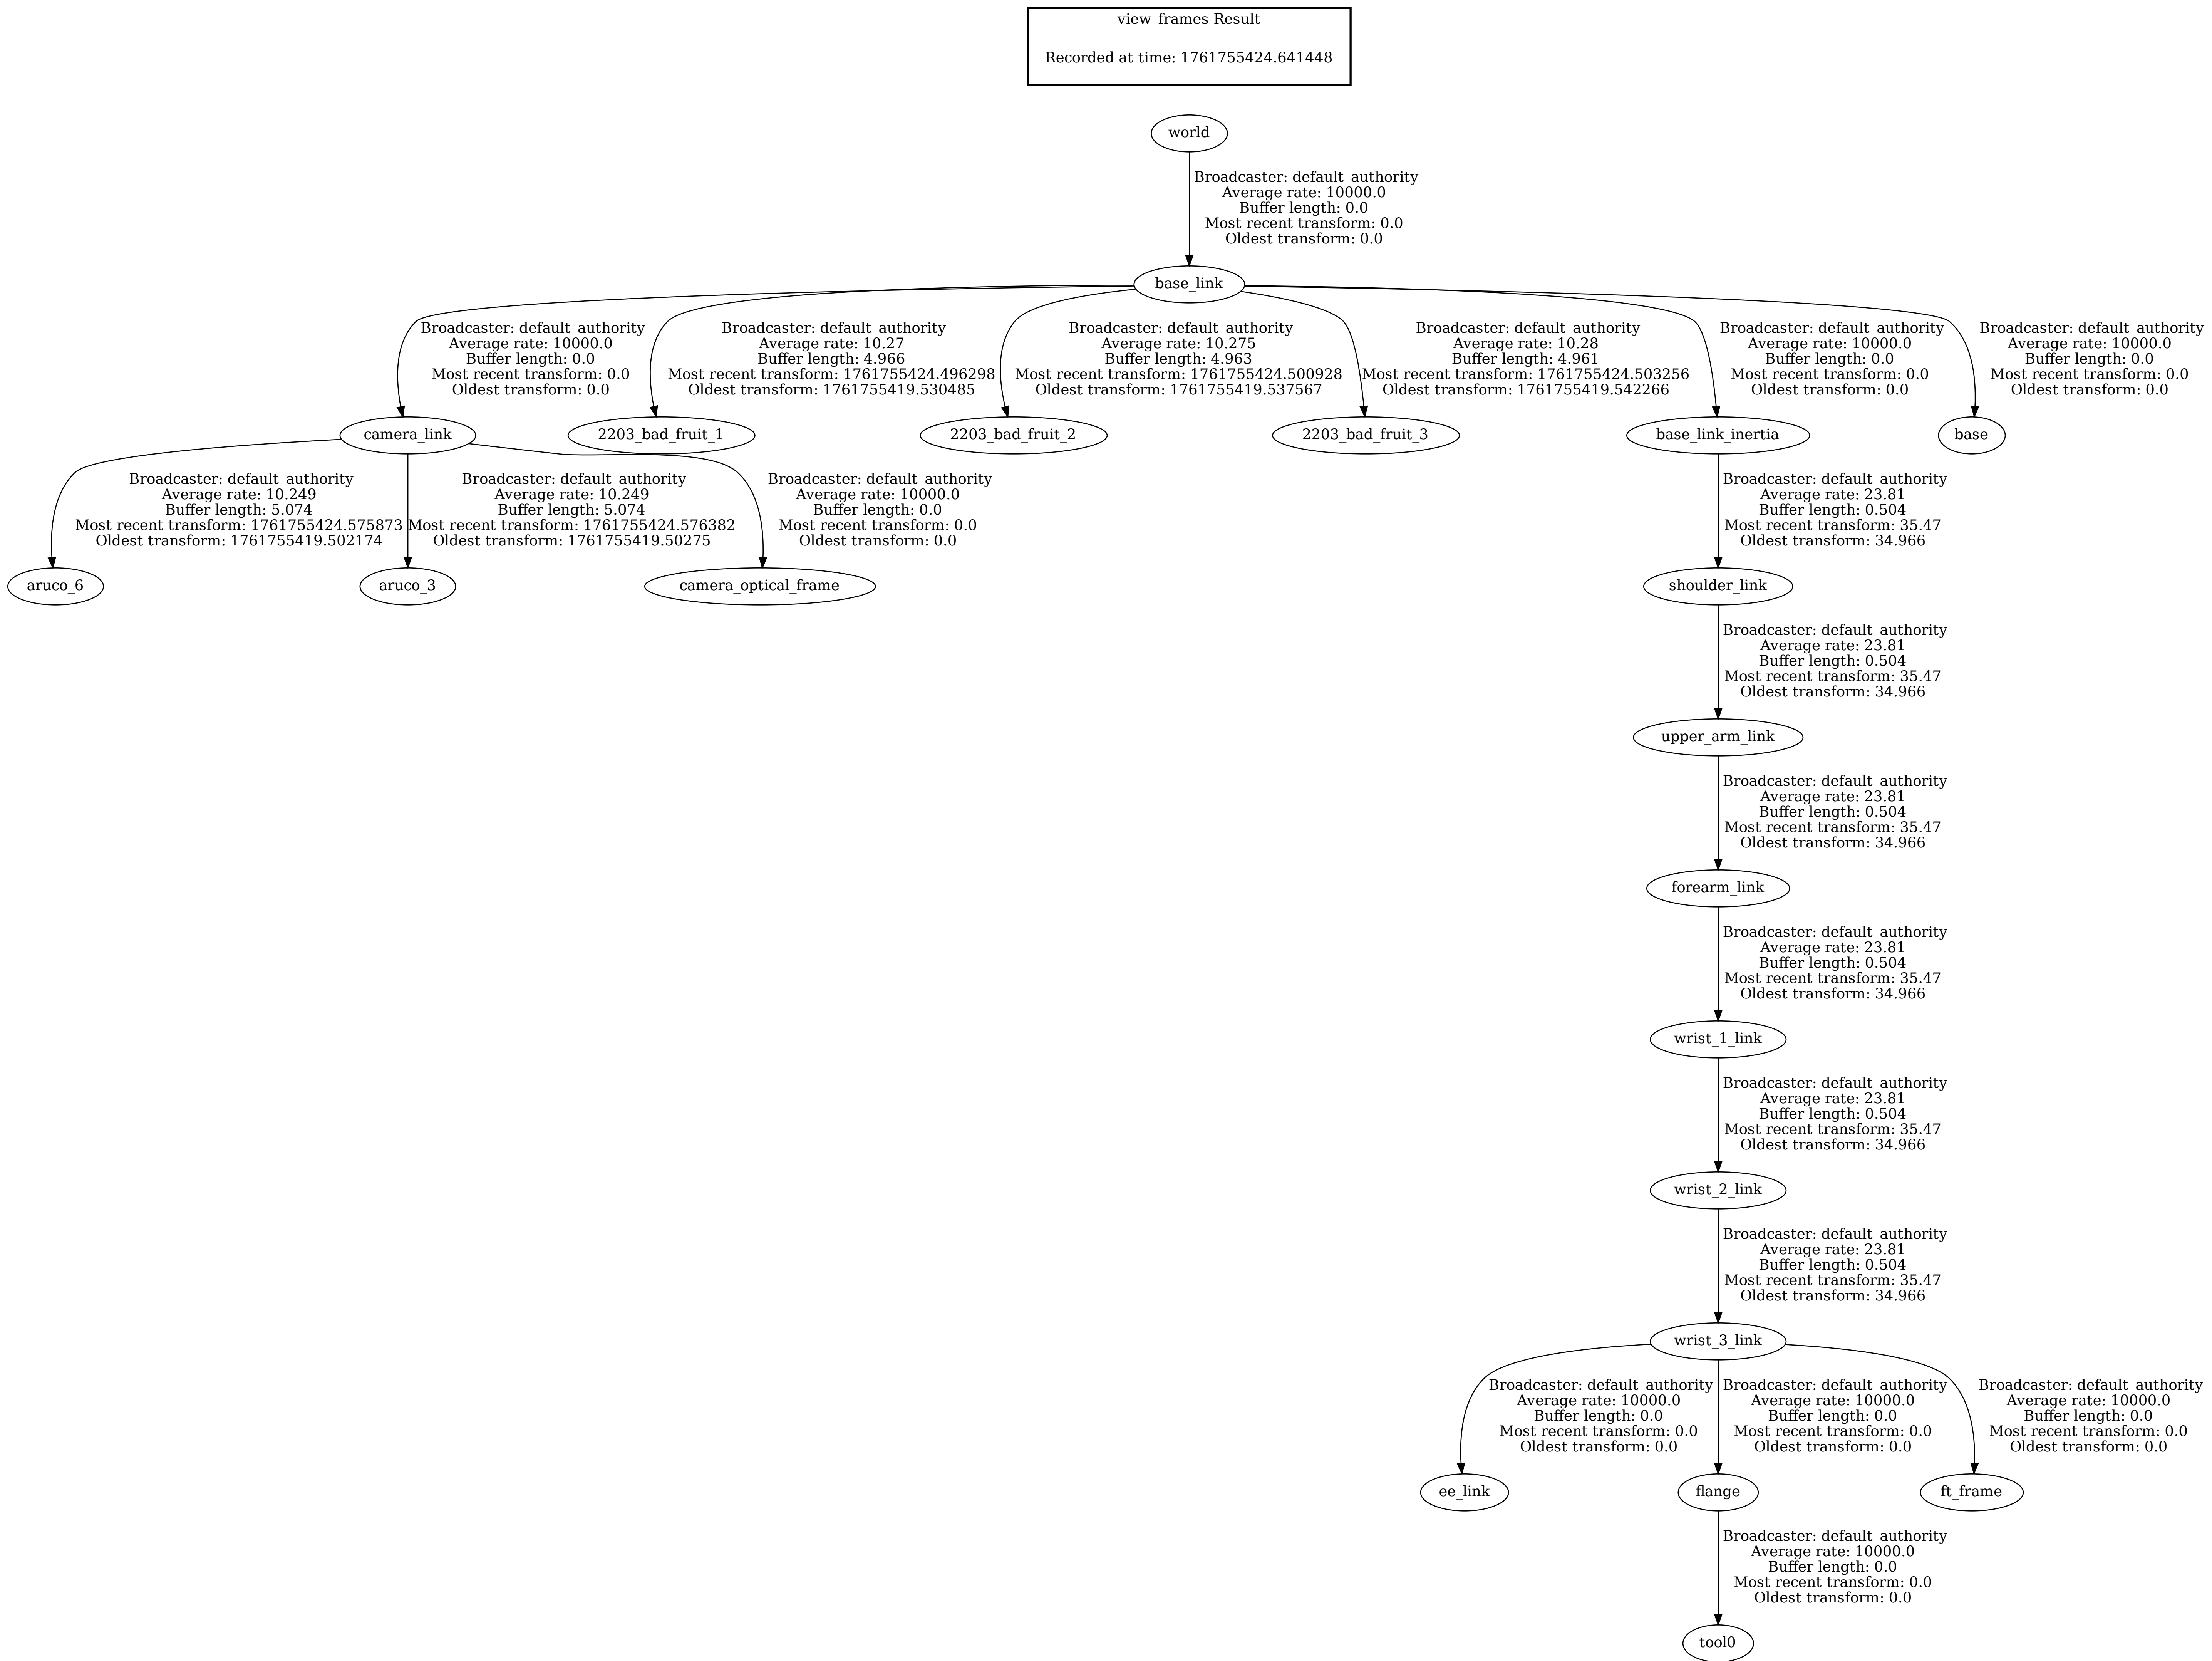 view_frames Result
Recorded at time: 1761755424.641448
world
Broadcaster: default_authority
Average rate: 10000.0
Buffer length: 0.0
Most recent transform: 0.0
Oldest transform: 0.0
base_link
Broadcaster: default_authority
Average rate: 10000.0
Buffer length: 0.0
Most recent transform: 0.0
Oldest transform: 0.0
Broadcaster: default_authority
Average rate: 10.27
Buffer length: 4.966
Most recent transform: 1761755424.496298
Oldest transform: 1761755419.530485
Broadcaster: default_authority
Average rate: 10.275
Buffer length: 4.963
Most recent transform: 1761755424.500928
Oldest transform: 1761755419.537567
Broadcaster: default_authority
Average rate: 10.28
Buffer length: 4.961
Most recent transform: 1761755424.503256
Oldest transform: 1761755419.542266
Broadcaster: default_authority
Average rate: 10000.0
Buffer length: 0.0
Most recent transform: 0.0
Oldest transform: 0.0
Broadcaster: default_authority
Average rate: 10000.0
Buffer length: 0.0
Most recent transform: 0.0
Oldest transform: 0.0
camera_link
2203_bad_fruit_1
2203_bad_fruit_2
2203_bad_fruit_3
base_link_inertia
base
Broadcaster: default_authority
Average rate: 10.249
Buffer length: 5.074
Most recent transform: 1761755424.575873
Oldest transform: 1761755419.502174
Broadcaster: default_authority
Average rate: 10.249
Buffer length: 5.074
Most recent transform: 1761755424.576382
Oldest transform: 1761755419.50275
Broadcaster: default_authority
Average rate: 10000.0
Buffer length: 0.0
Most recent transform: 0.0
Oldest transform: 0.0
Broadcaster: default_authority
Average rate: 23.81
Buffer length: 0.504
Most recent transform: 35.47
Oldest transform: 34.966
aruco_6
aruco_3
camera_optical_frame
shoulder_link
Broadcaster: default_authority
Average rate: 23.81
Buffer length: 0.504
Most recent transform: 35.47
Oldest transform: 34.966
upper_arm_link
Broadcaster: default_authority
Average rate: 23.81
Buffer length: 0.504
Most recent transform: 35.47
Oldest transform: 34.966
forearm_link
Broadcaster: default_authority
Average rate: 23.81
Buffer length: 0.504
Most recent transform: 35.47
Oldest transform: 34.966
wrist_1_link
Broadcaster: default_authority
Average rate: 23.81
Buffer length: 0.504
Most recent transform: 35.47
Oldest transform: 34.966
wrist_2_link
Broadcaster: default_authority
Average rate: 23.81
Buffer length: 0.504
Most recent transform: 35.47
Oldest transform: 34.966
wrist_3_link
Broadcaster: default_authority
Average rate: 10000.0
Buffer length: 0.0
Most recent transform: 0.0
Oldest transform: 0.0
Broadcaster: default_authority
Average rate: 10000.0
Buffer length: 0.0
Most recent transform: 0.0
Oldest transform: 0.0
Broadcaster: default_authority
Average rate: 10000.0
Buffer length: 0.0
Most recent transform: 0.0
Oldest transform: 0.0
ee_link
flange
ft_frame
Broadcaster: default_authority
Average rate: 10000.0
Buffer length: 0.0
Most recent transform: 0.0
Oldest transform: 0.0
tool0